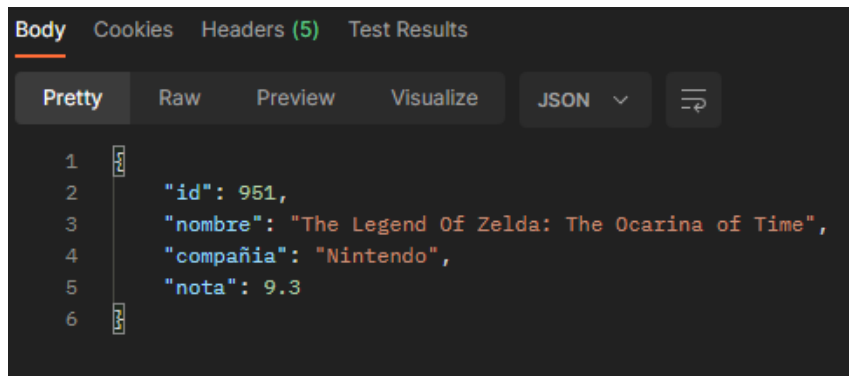 Body Cookies Headers (5) Test Results
Pretty Raw Preview Visualize JSON
1 {
2 "id": 951,
3 "nombre": "The Legend Of Zelda: The Ocarina of Time",
4 "compañia": "Nintendo",
5 "nota": 9.3
6 }